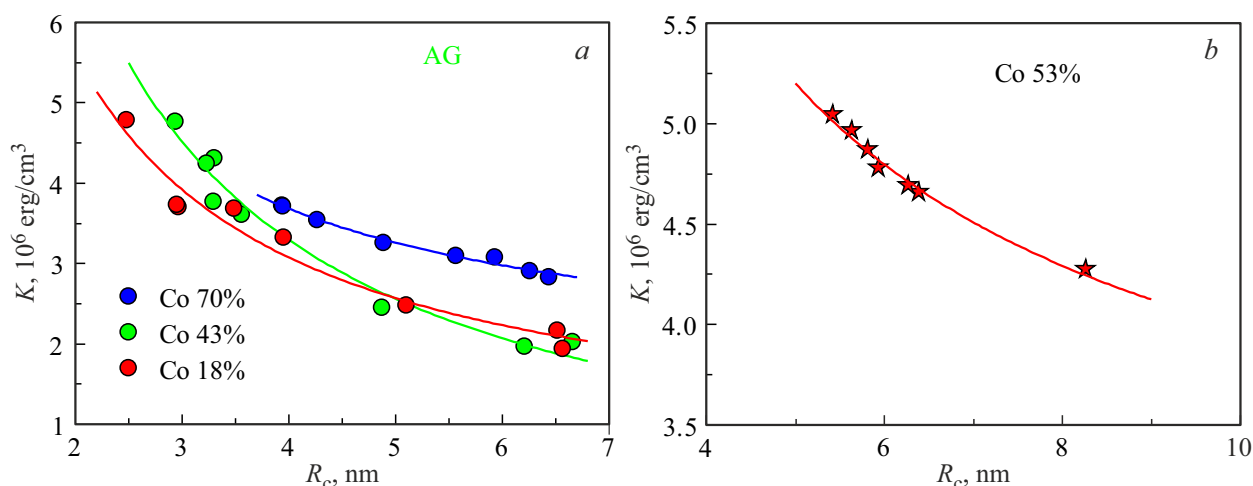 6
5
4
3
2
1
2
3
4
5
6
7
K, 10⁶ erg/cm³
R_c, nm
AG
a
Co 70%
Co 43%
Co 18%
5.5
5.0
4.5
4.0
3.5
4
6
8
10
K, 10⁶ erg/cm³
R_c, nm
Co 53%
b